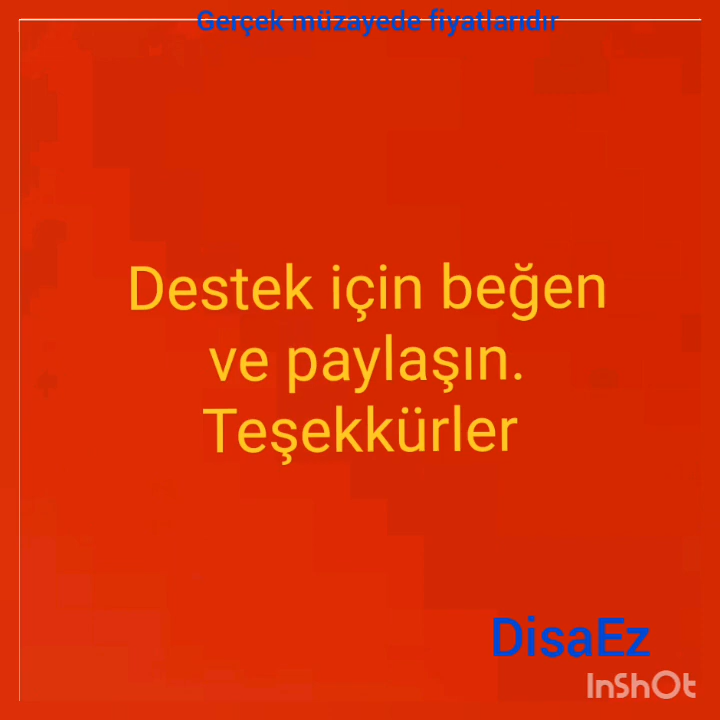 Gerçek müzayede fiyatlarıdır
Destek için beğen
ve paylaşın.
Teşekkürler
DisaEz
InShOt